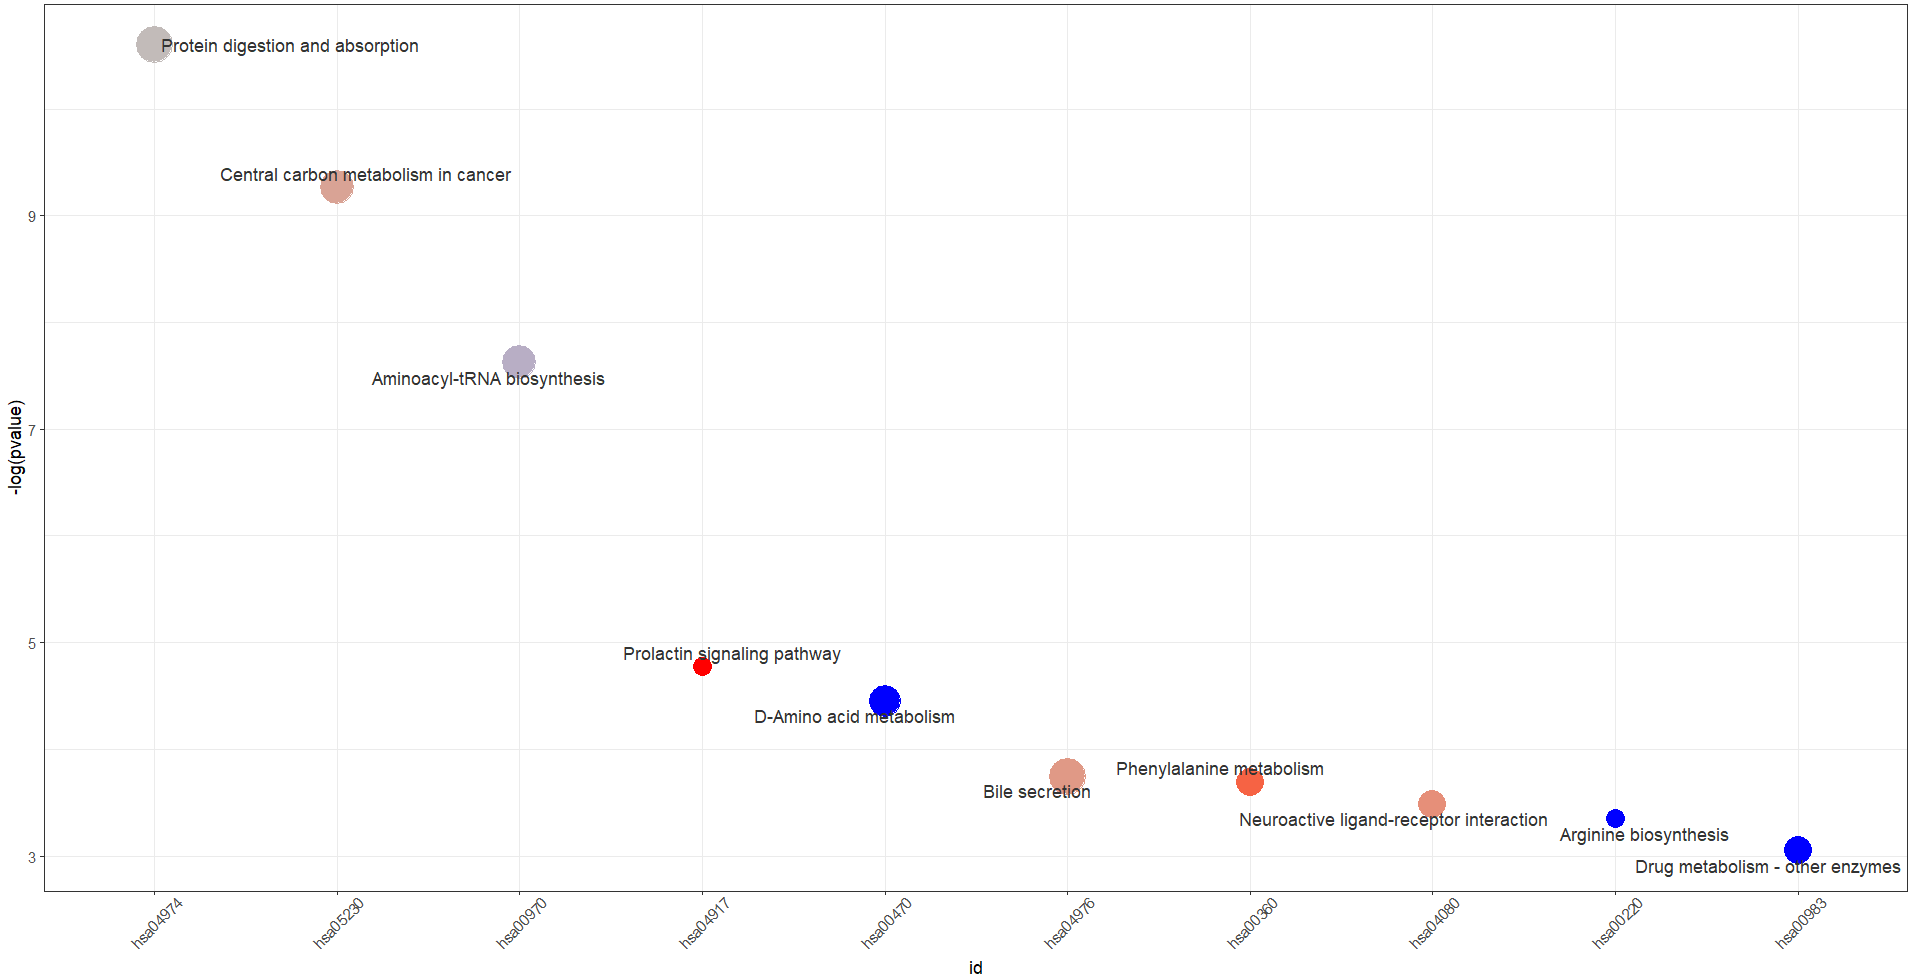 Protein digestion and absorption
Central carbon metabolism in cancer
9
Aminoacyl-tRNA biosynthesis
7
-log(pvalue)
5
Prolactin signaling pathway
D-Amino acid metabolism
Phenylalanine metabolism
Bile secretion
Neuroactive ligand-receptor interaction
Arginine biosynthesis
3
Drug metabolism - other enzymes
hsa04974
hsa05230
hsa00970
hsa04917
hsa00470
hsa04976
hsa00360
hsa04080
hsa00220
hsa00983
id